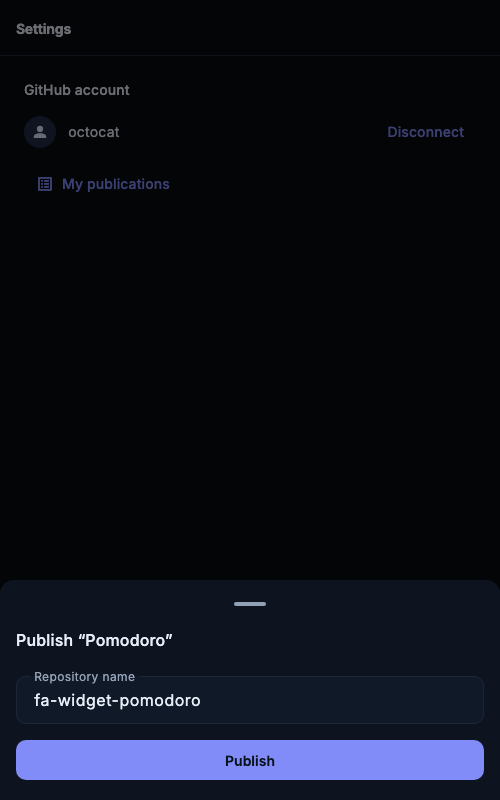 Settings
GitHub account
octocat
Disconnect
My publications
Publish “Pomodoro”
Repository name
fa-widget-pomodoro
Publish